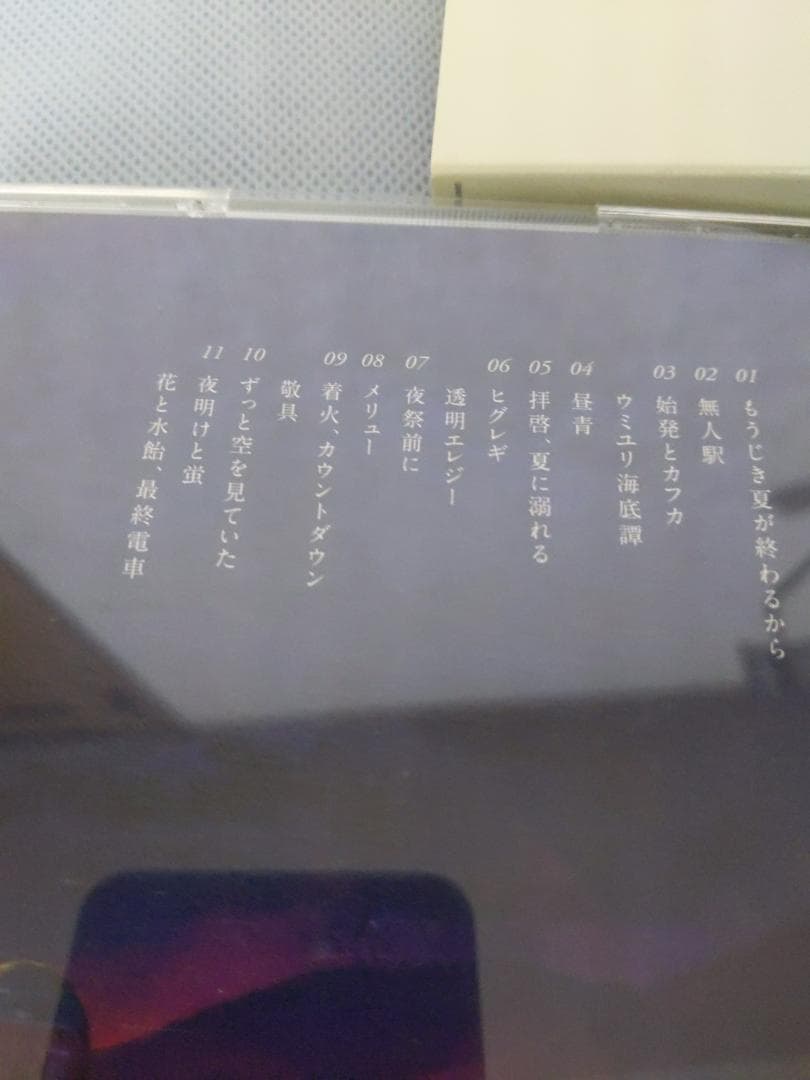 01 もうじき夏が終わるから
02 無人駅
03 始発とカフカ
ウミユリ海底譚
04 昼青
05 拝啓、夏に溺れる
06 ヒグレギ
透明エレジー
07 夜祭前に
08 メリュー
09 着火、カウントダウン
敬具
10 ずっと空を見ていた
11 夜明けと蛍
花と水飴、最終電車